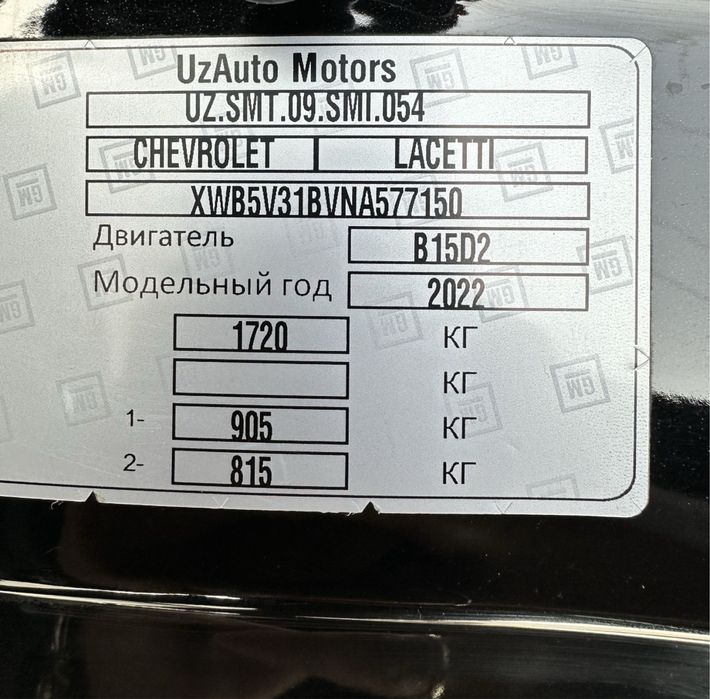 UzAuto Motors
UZ.SMT.09.SMI.054
CHEVROLET LACETTI
XWB5V31BVNA577150
Двигатель B15D2
Модельный год 2022
1720 КГ
КГ
1- 905 КГ
2- 815 КГ